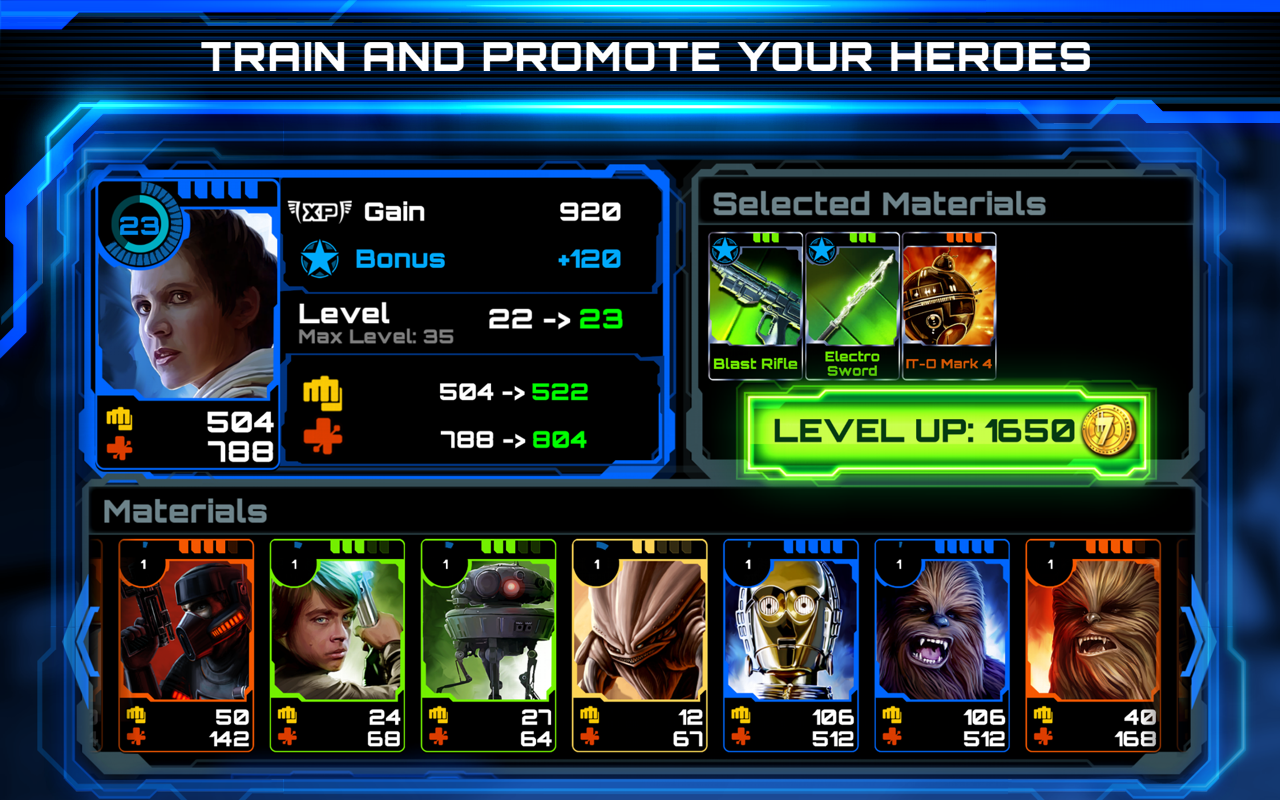 TRAIN AND PROMOTE YOUR HEROES
23
XP Gain 920
Bonus +120
Level 22 -> 23
Max Level: 35
504 -> 522
788 -> 804
504
788
Selected Materials
Blast Rifle
Electro
Sword
IT-O Mark 4
LEVEL UP: 1650
Materials
1 1 1 1 1 1 1
50 24 27 12 106 106 40
142 68 64 67 512 512 168